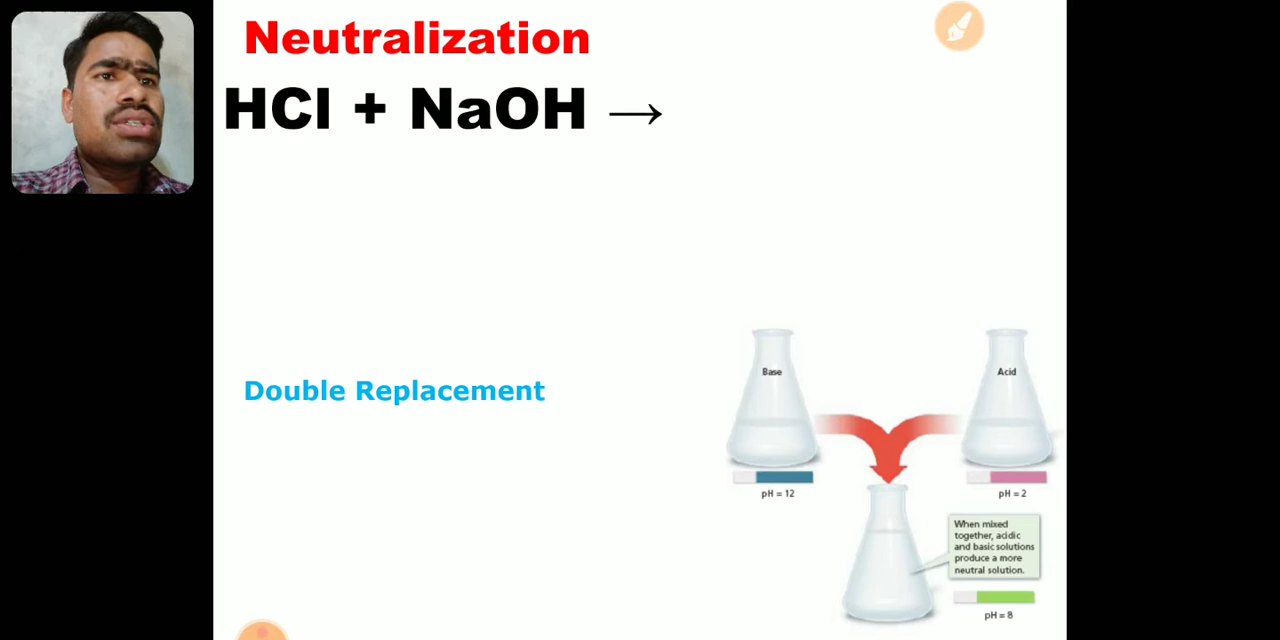 Neutralization
HCl + NaOH →
Double Replacement
Base
Acid
pH = 12
pH = 2
When mixed
together, acidic
and basic solutions
produce a more
neutral solution.
pH = 8